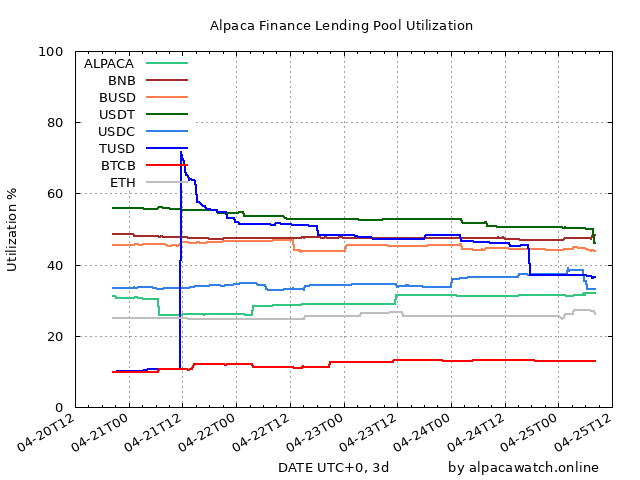 Alpaca Finance Lending Pool Utilization
100
80
60
40
20
0
Utilization %
ALPACA
BNB
BUSD
USDT
USDC
TUSD
BTCB
ETH
04-20T12
04-21T00
04-21T12
04-22T00
04-22T12
04-23T00
04-23T12
04-24T00
04-24T12
04-25T00
04-25T12
DATE UTC+0, 3d
by alpacawatch.online